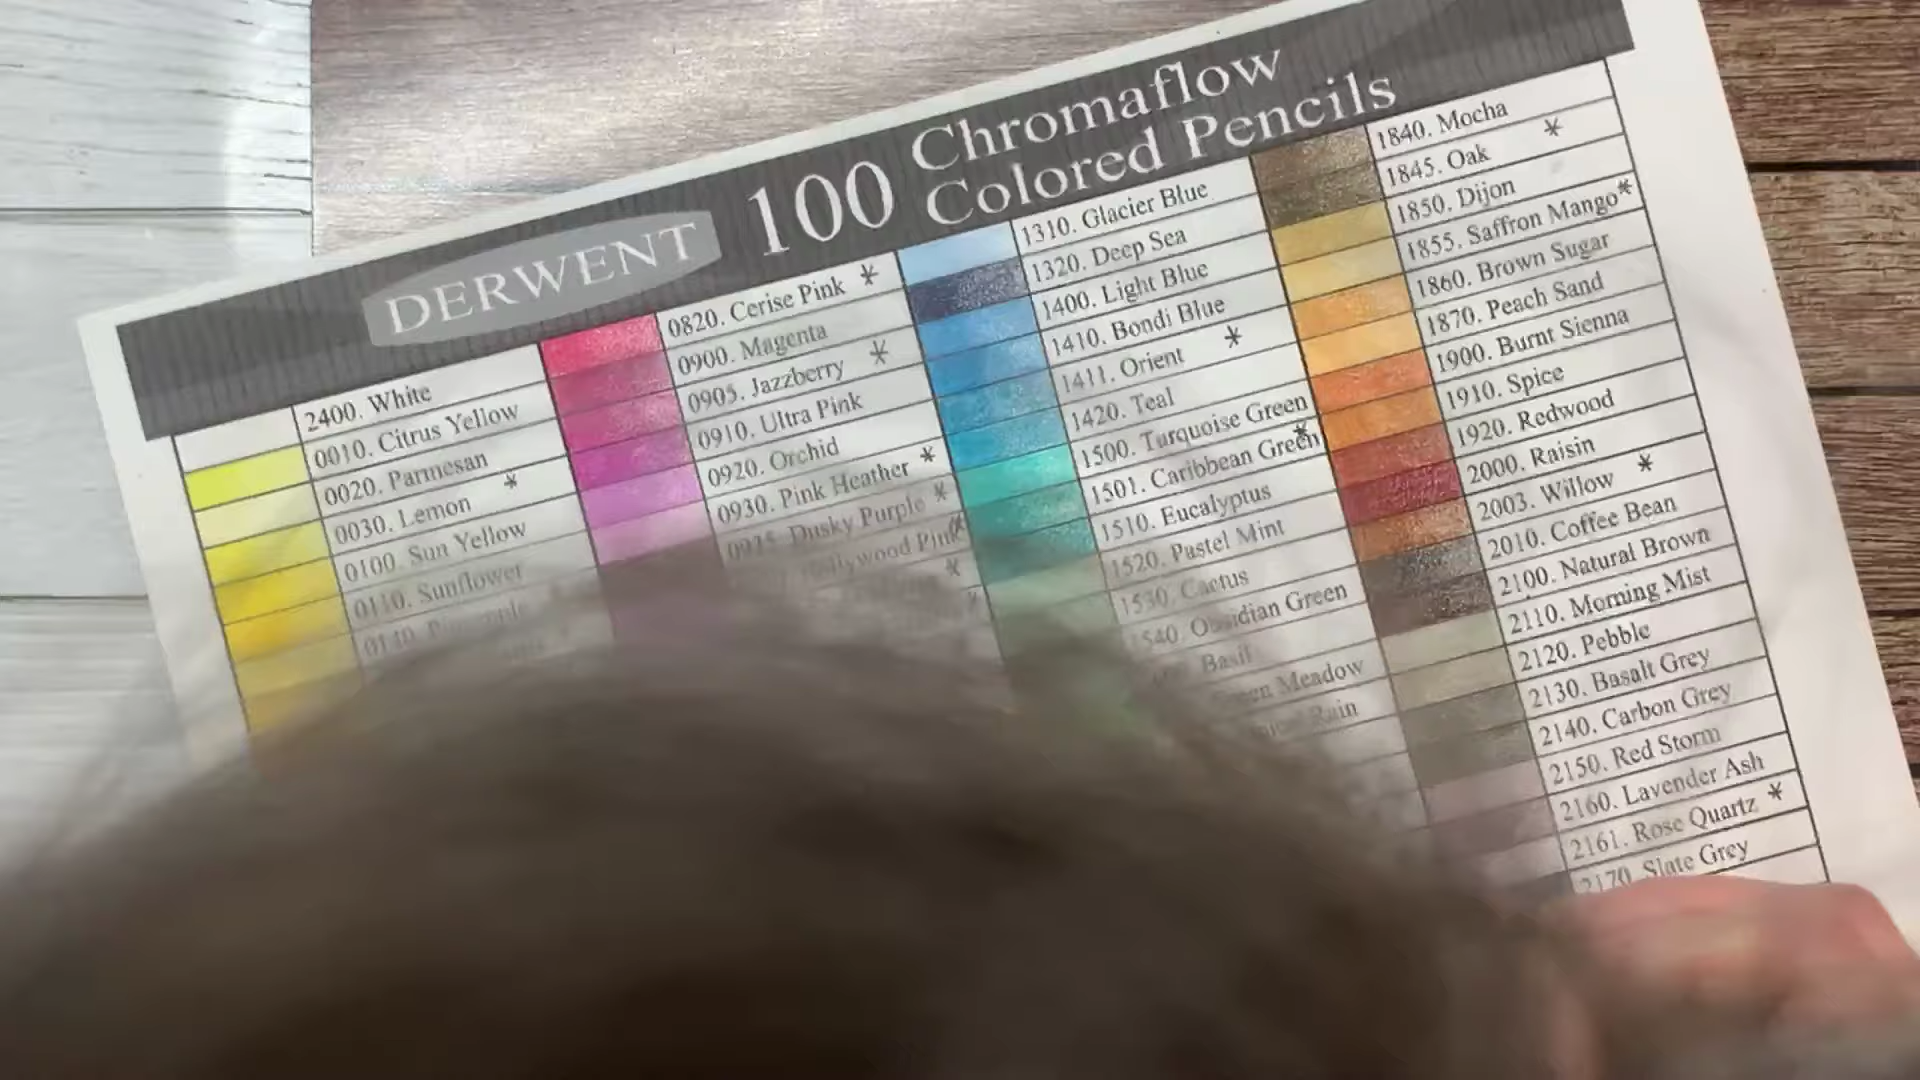 DERWENT 100 Chromaflow
Colored Pencils
2400. White
0010. Citrus Yellow
0020. Parmesan
0030. Lemon *
0100. Sun Yellow
0110. Sunflower
0820. Cerise Pink *
0900. Magenta
0905. Jazzberry *
0910. Ultra Pink
0920. Orchid
0930. Pink Heather *
Dusky Purple *
1310. Glacier Blue
1320. Deep Sea
1400. Light Blue
1410. Bondi Blue
1411. Orient *
1420. Teal
1500. Turquoise Green
1501. Caribbean Green *
1510. Eucalyptus
1520. Pastel Mint
1530. Cactus
1540. Obsidian Green
Basil
Green Meadow
Rain
1840. Mocha
1845. Oak *
1850. Dijon
1855. Saffron Mango *
1860. Brown Sugar
1870. Peach Sand
1900. Burnt Sienna
1910. Spice
1920. Redwood
2000. Raisin
2003. Willow *
2010. Coffee Bean
2100. Natural Brown
2110. Morning Mist
2120. Pebble
2130. Basalt Grey
2140. Carbon Grey
2150. Red Storm
2160. Lavender Ash
2161. Rose Quartz *
2170. Slate Grey